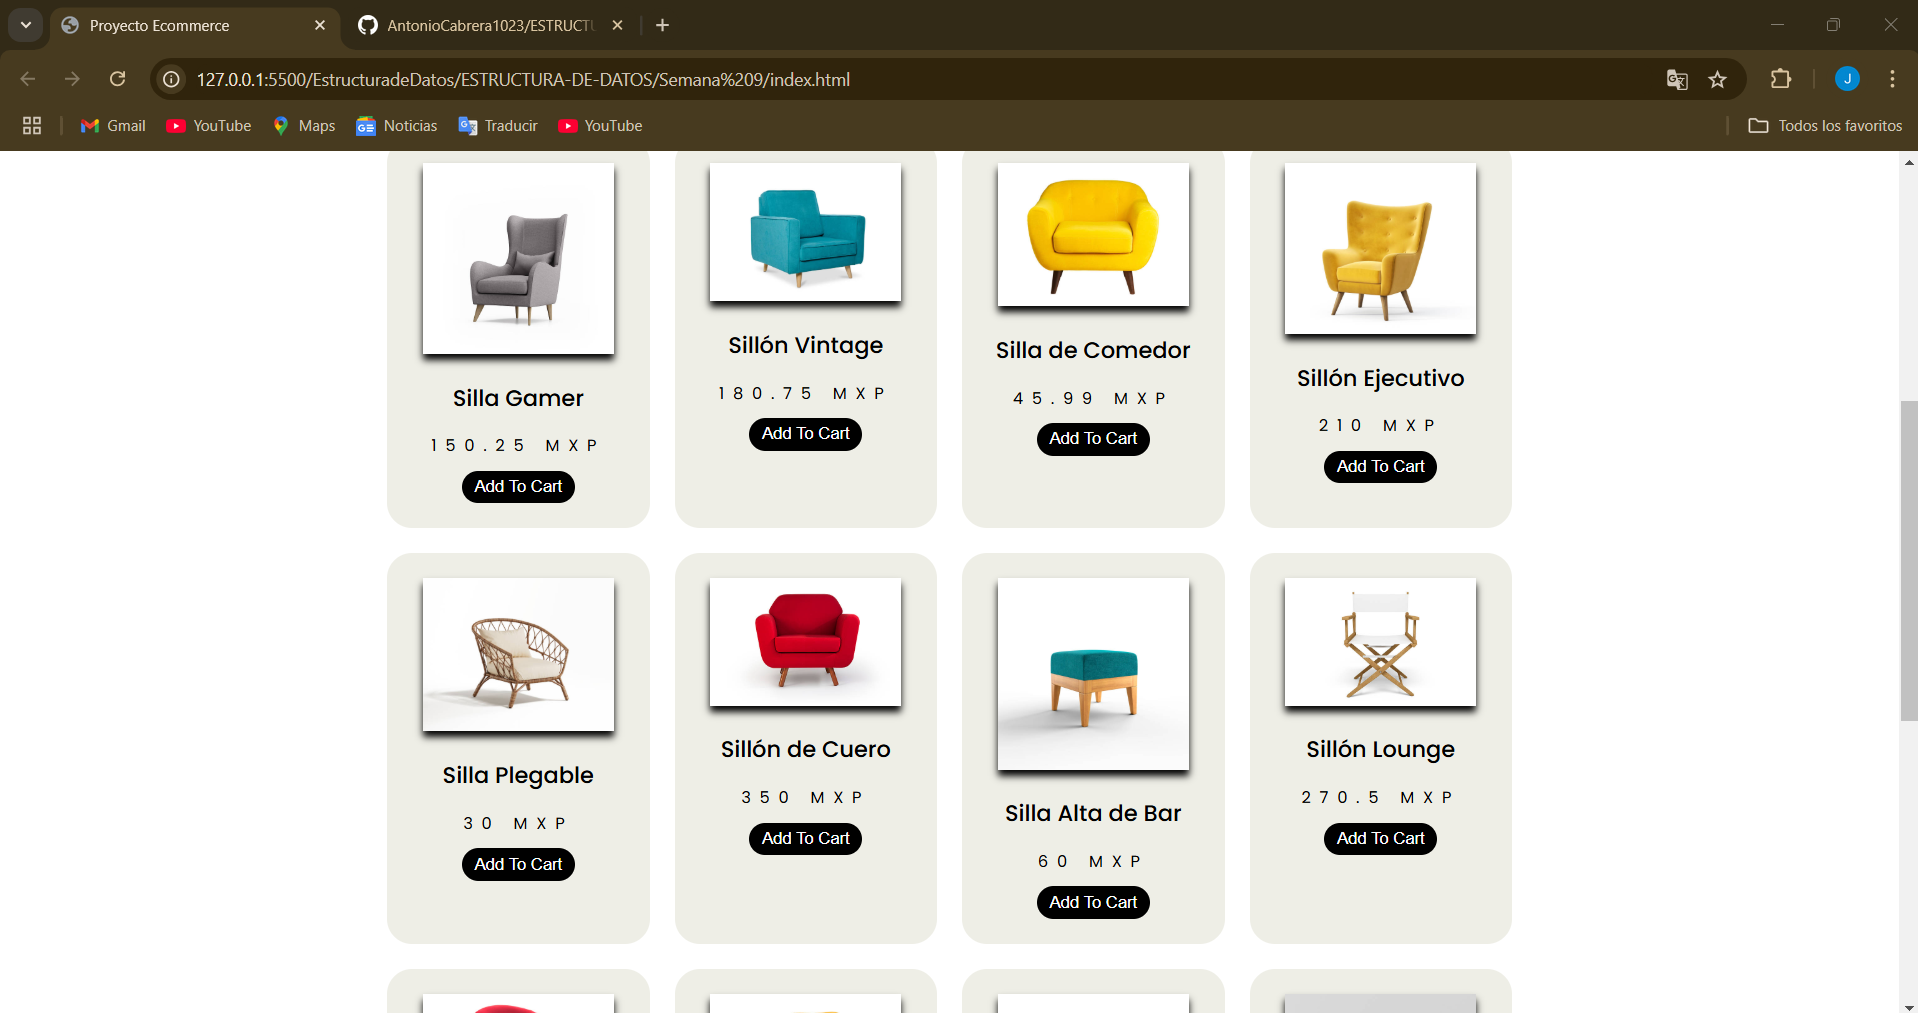 Proyecto Ecommerce
AntonioCabrera1023/ESTRUCTU
127.0.0.1:5500/EstructuradeDatos/ESTRUCTURA-DE-DATOS/Semana%209/index.html
J
Gmail
YouTube
Maps
Noticias
Traducir
YouTube
Todos los favoritos
Silla Gamer
150.25 MXP
Add To Cart
Sillón Vintage
180.75 MXP
Add To Cart
Silla de Comedor
45.99 MXP
Add To Cart
Sillón Ejecutivo
210 MXP
Add To Cart
Silla Plegable
30 MXP
Add To Cart
Sillón de Cuero
350 MXP
Add To Cart
Silla Alta de Bar
60 MXP
Add To Cart
Sillón Lounge
270.5 MXP
Add To Cart